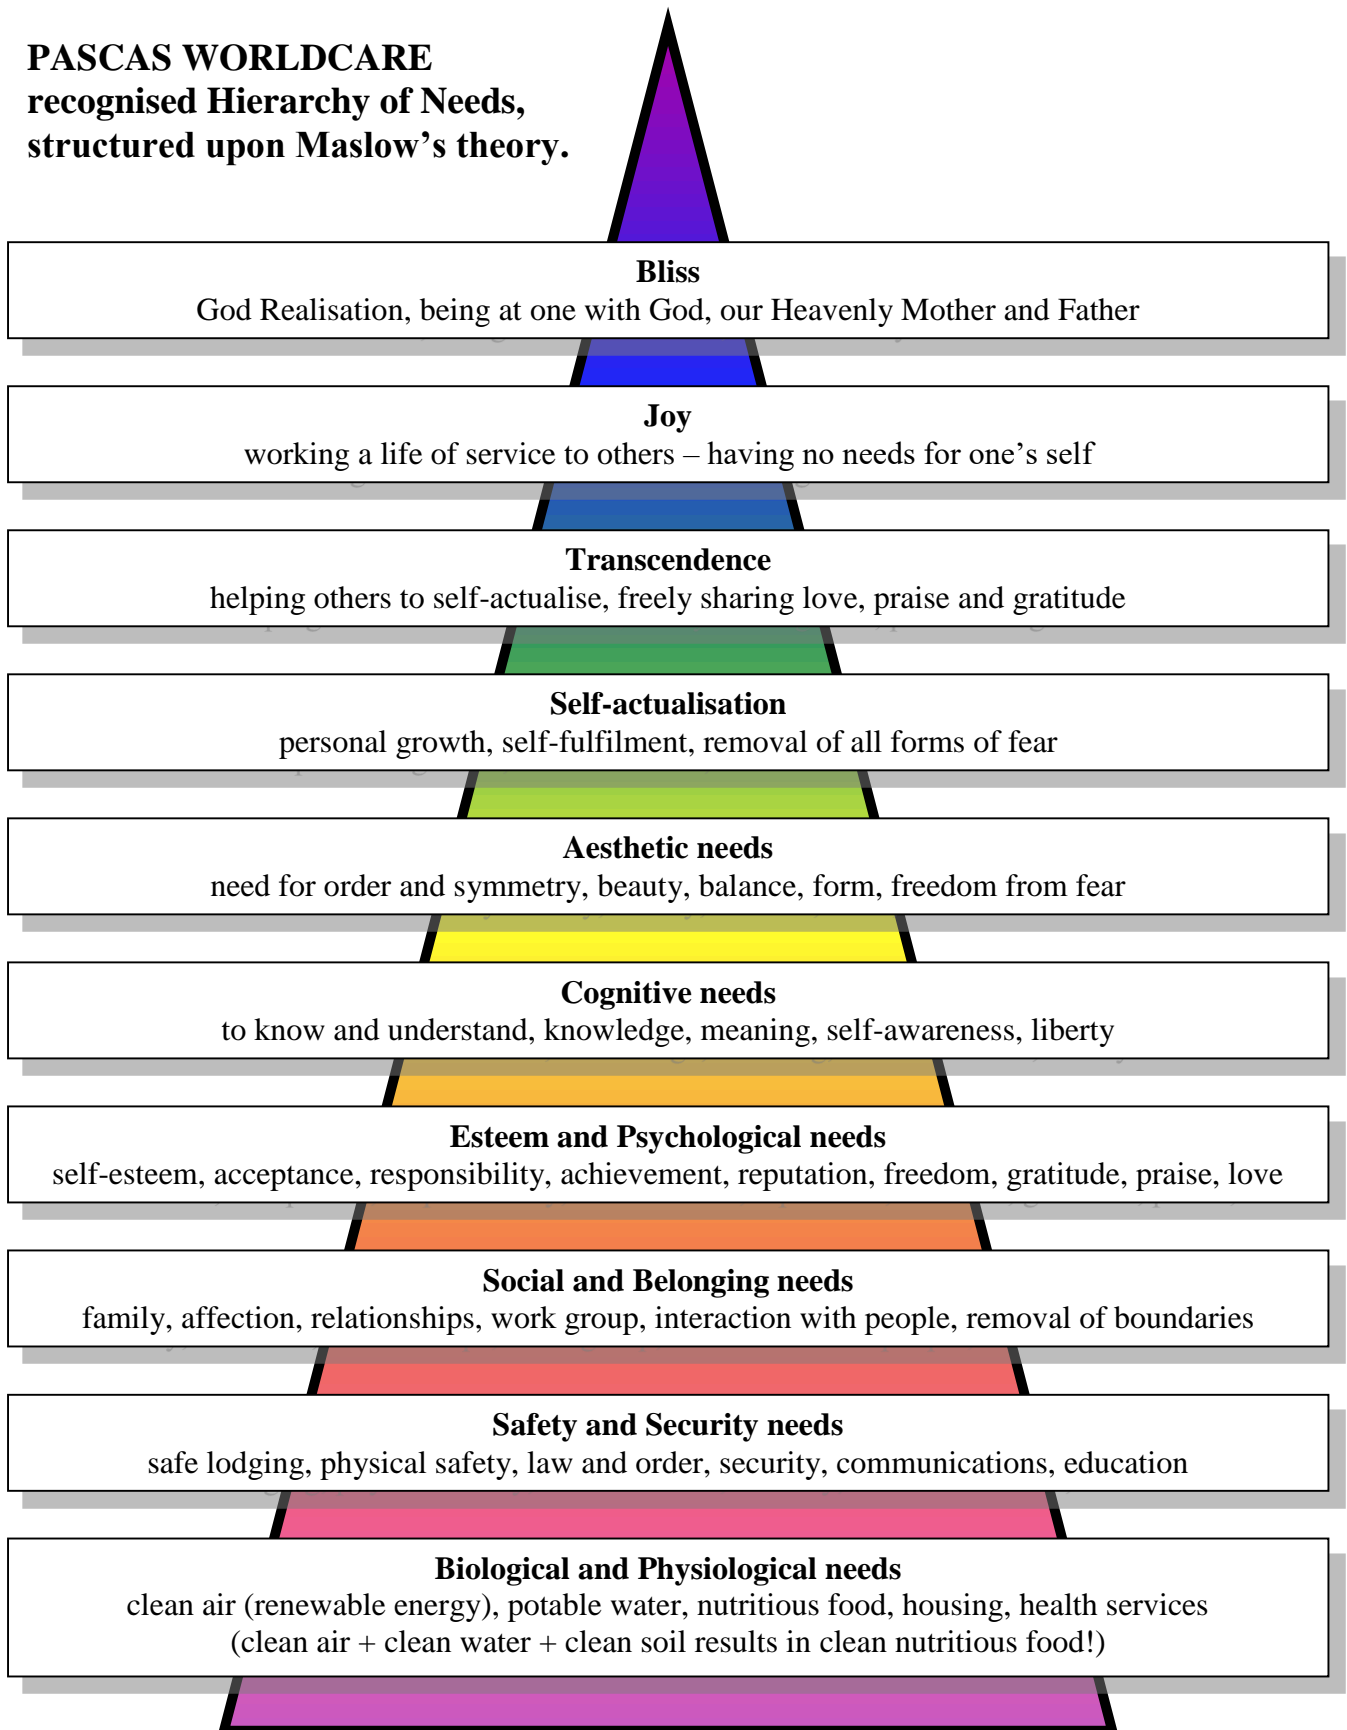 PASCAS WORLDCARE
recognised Hierarchy of Needs,
structured upon Maslow’s theory.
Bliss
God Realisation, being at one with God, our Heavenly Mother and Father
Joy
working a life of service to others – having no needs for one’s self
Transcendence
helping others to self-actualise, freely sharing love, praise and gratitude
Self-actualisation
personal growth, self-fulfilment, removal of all forms of fear
Aesthetic needs
need for order and symmetry, beauty, balance, form, freedom from fear
Cognitive needs
to know and understand, knowledge, meaning, self-awareness, liberty
Esteem and Psychological needs
self-esteem, acceptance, responsibility, achievement, reputation, freedom, gratitude, praise, love
Social and Belonging needs
family, affection, relationships, work group, interaction with people, removal of boundaries
Safety and Security needs
safe lodging, physical safety, law and order, security, communications, education
Biological and Physiological needs
clean air (renewable energy), potable water, nutritious food, housing, health services
(clean air + clean water + clean soil results in clean nutritious food!)